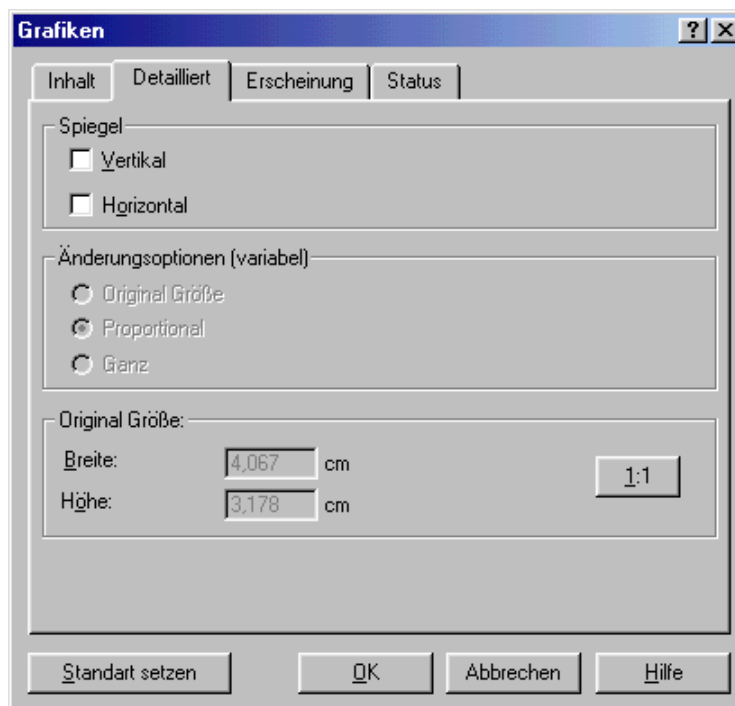 Grafiken
Inhalt Detailliert Erscheinung Status
Spiegel
Vertikal
Horizontal
Änderungsoptionen (variabel)
Original Größe
Proportional
Ganz
Original Größe:
Breite: 4,067 cm
1:1
Höhe: 3,178 cm
Standart setzen OK Abbrechen Hilfe